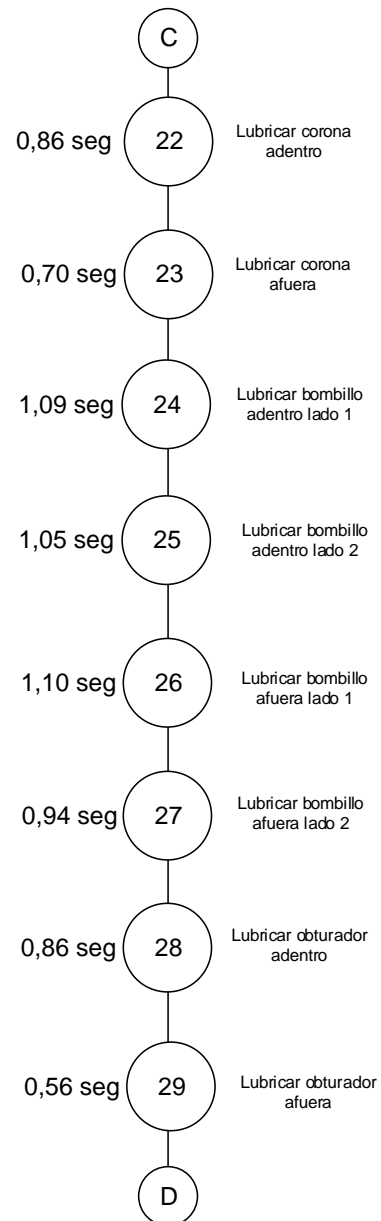 C
0,86 seg
22
Lubricar corona
adentro
0,70 seg
23
Lubricar corona
afuera
1,09 seg
24
Lubricar bombillo
adentro lado 1
1,05 seg
25
Lubricar bombillo
adentro lado 2
1,10 seg
26
Lubricar bombillo
afuera lado 1
0,94 seg
27
Lubricar bombillo
afuera lado 2
0,86 seg
28
Lubricar obturador
adentro
0,56 seg
29
Lubricar obturador
afuera
D